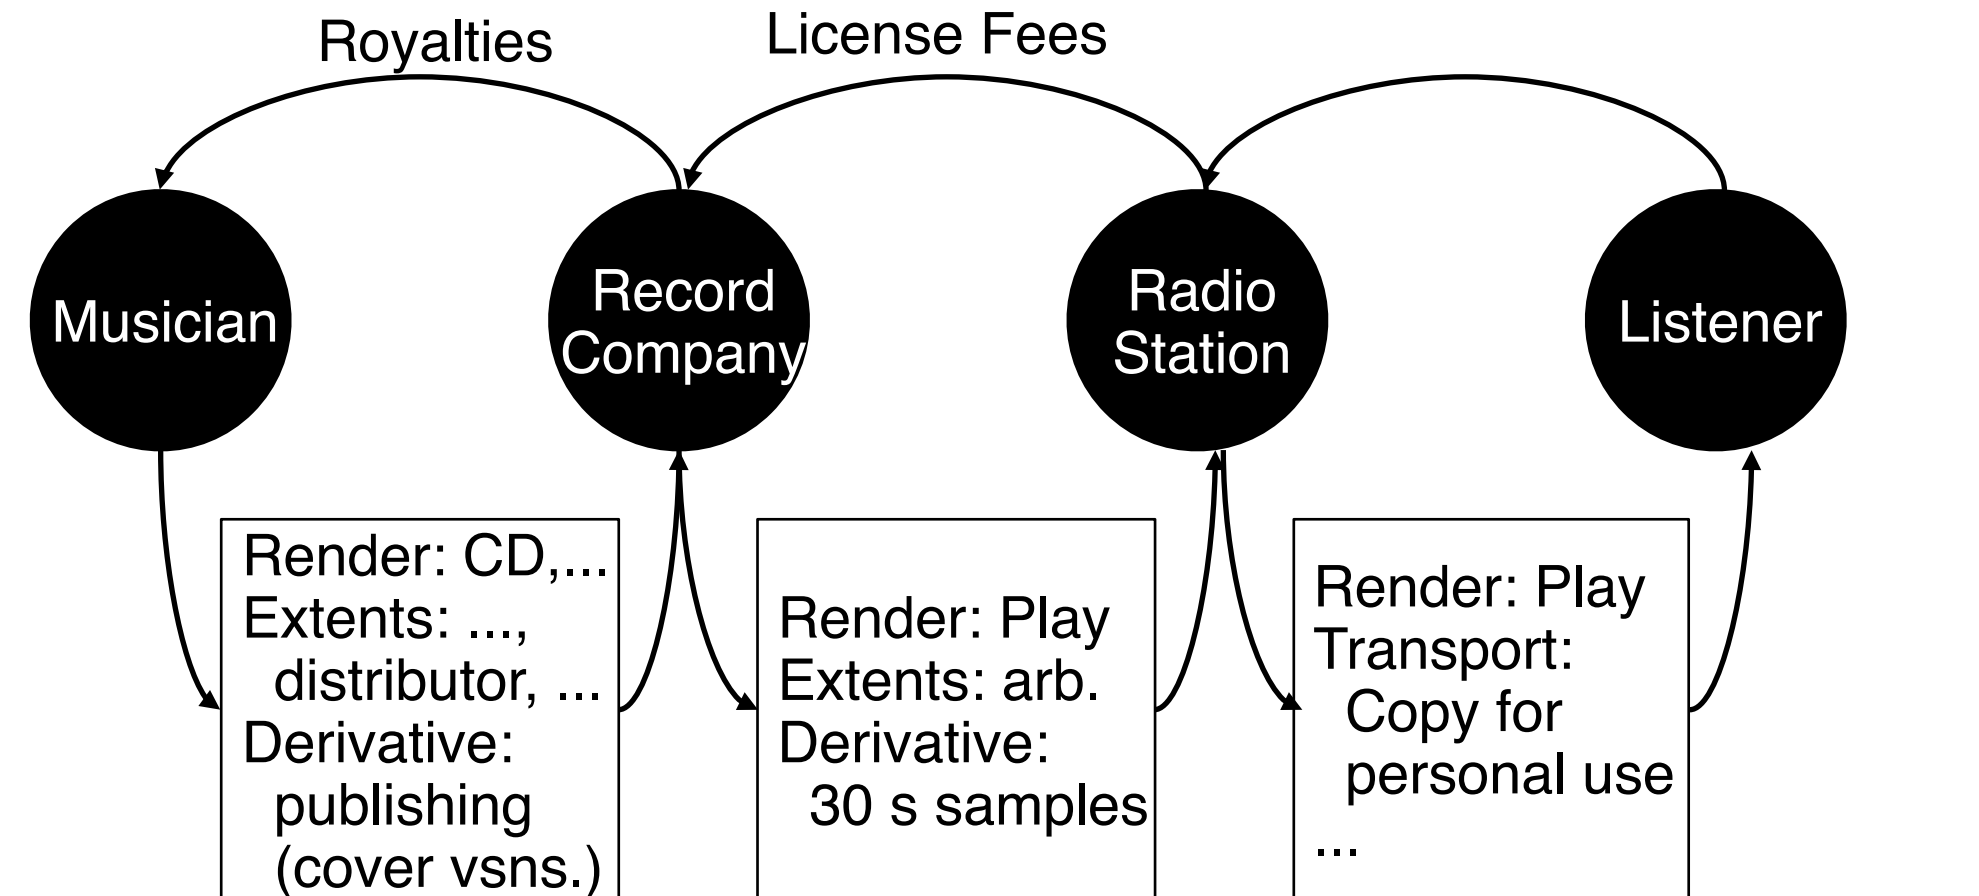 Royalties
License Fees
Musician
Record
Company
Radio
Station
Listener
Render: CD,...
Extents: ...,
distributor, ...
Derivative:
publishing
(cover vsns.)
Render: Play
Extents: arb.
Derivative:
30 s samples
Render: Play
Transport:
Copy for
personal use
...